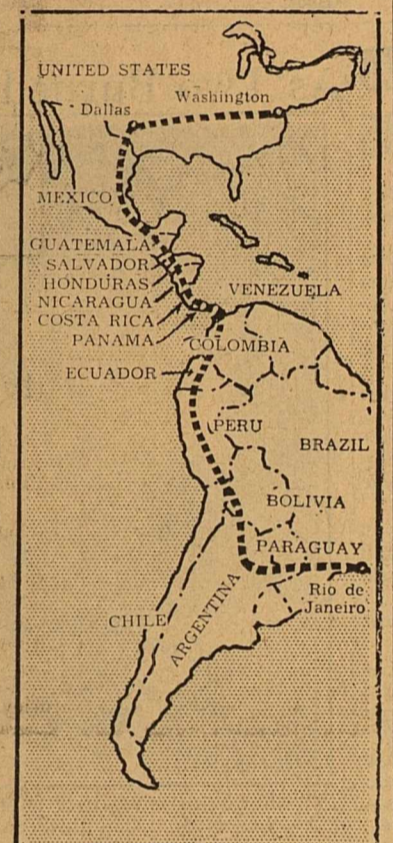 UNITED STATES
Washington
Dallas
MEXICO
GUATEMALA
SALVADOR
HONDURAS
NICARAGUA
COSTA RICA
PANAMA
VENEZUELA
COLOMBIA
ECUADOR
PERU
BRAZIL
BOLIVIA
PARAGUAY
Rio de
Janeiro
CHILE
ARGENTINA